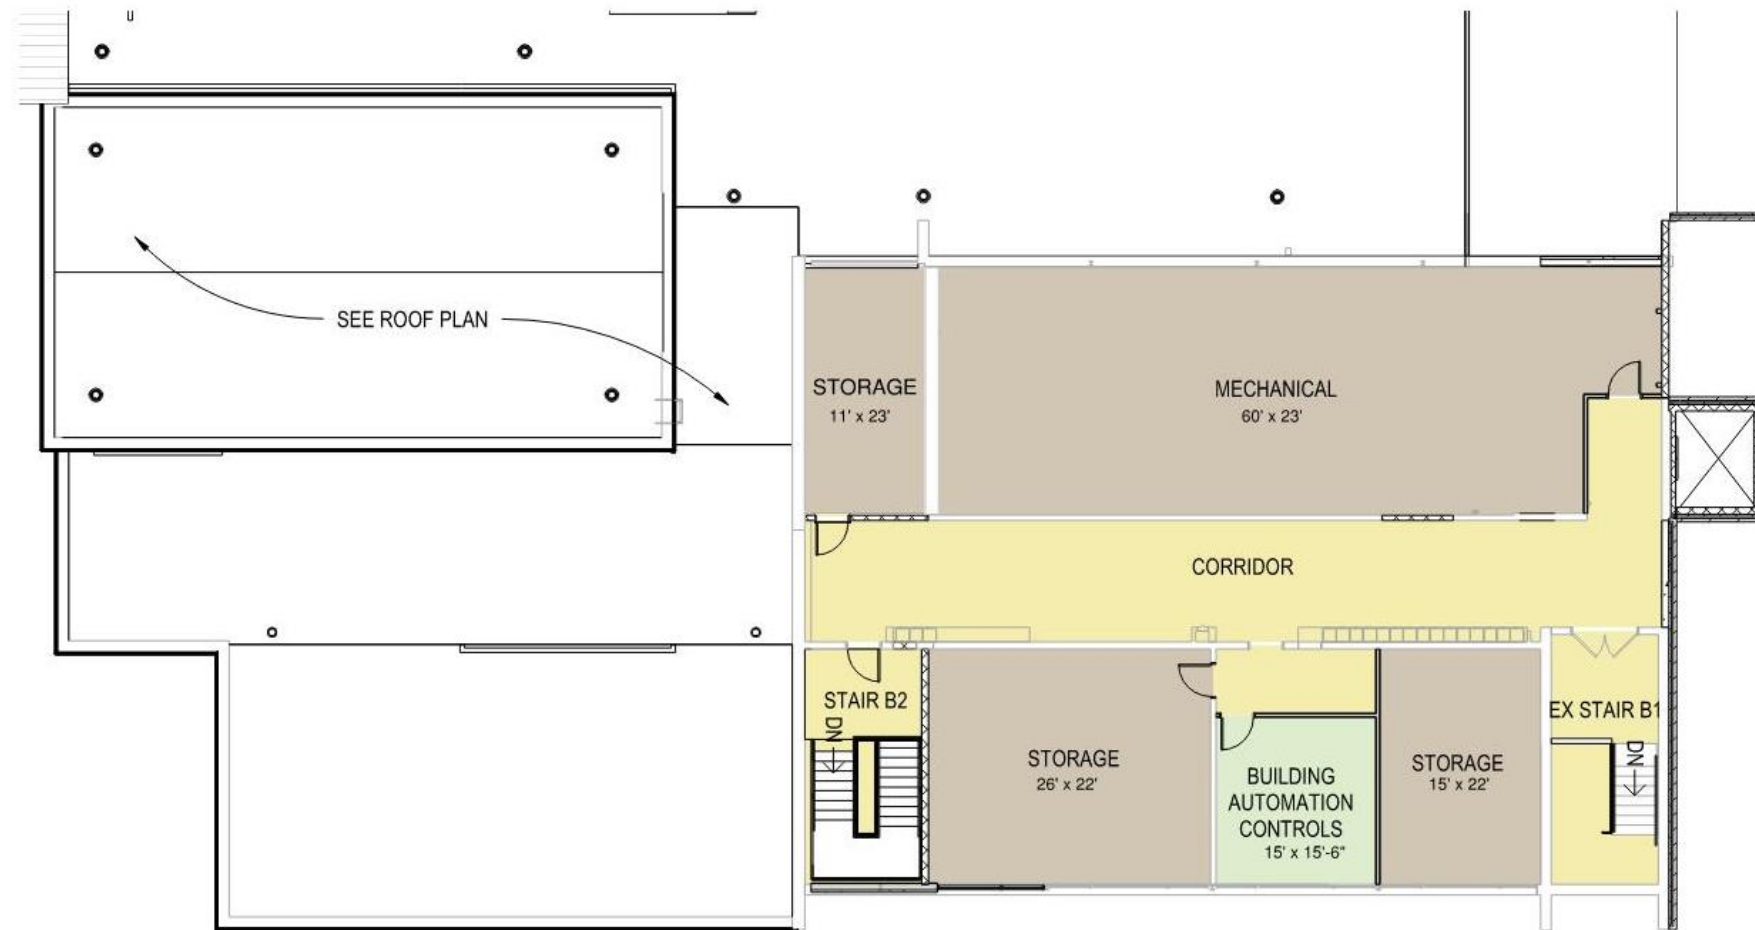 SEE ROOF PLAN
STORAGE
11' x 23'
MECHANICAL
60' x 23'
CORRIDOR
STAIR B2
DN
EX STAIR B1
DN
STORAGE
26' x 22'
BUILDING
AUTOMATION
CONTROLS
15' x 15'-6"
STORAGE
15' x 22'